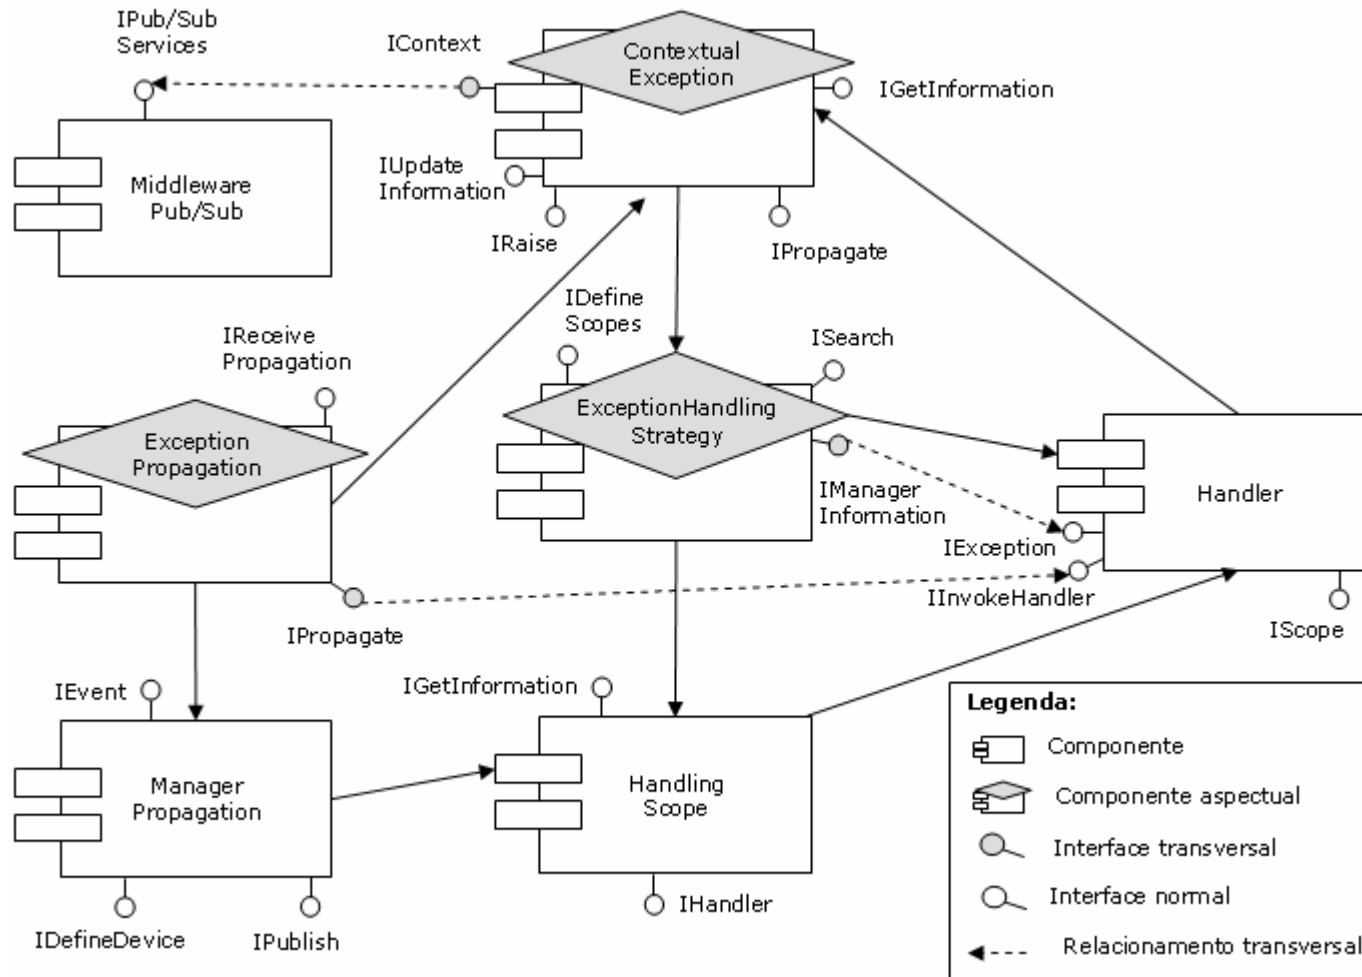 IPub/Sub
Services
IContext
Contextual
Exception
IGetInformation
Middleware
Pub/Sub
IUpdate
Information
IRaise
IPropagate
IDefine
Scopes
ISearch
IReceive
Propagation
ExceptionHandling
Strategy
Exception
Propagation
IManager
Information
Handler
IException
IInvokeHandler
IScope
IPropagate
IEvent
IGetInformation
Manager
Propagation
Handling
Scope
IDefineDevice
IPublish
IHandler
Legenda:
Componente
Componente aspectual
Interface transversal
Interface normal
Relacionamento transversal